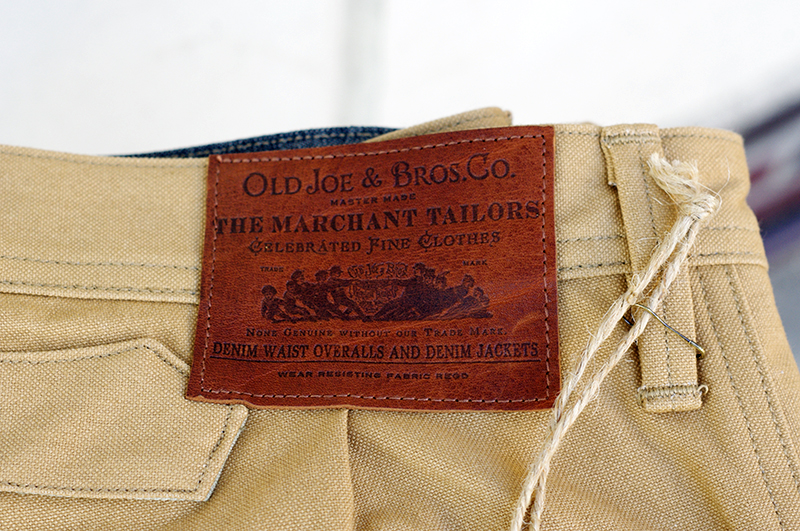 OLD JOE & BROS.CO.
MASTER MADE
THE MARCHANT TAILORS
CELEBRATED FINE CLOTHES
TRADE MARK
NONE GENUINE WITHOUT OUR TRADE MARK.
DENIM WAIST OVERALLS AND DENIM JACKETS
WEAR RESISTING FABRIC REGD